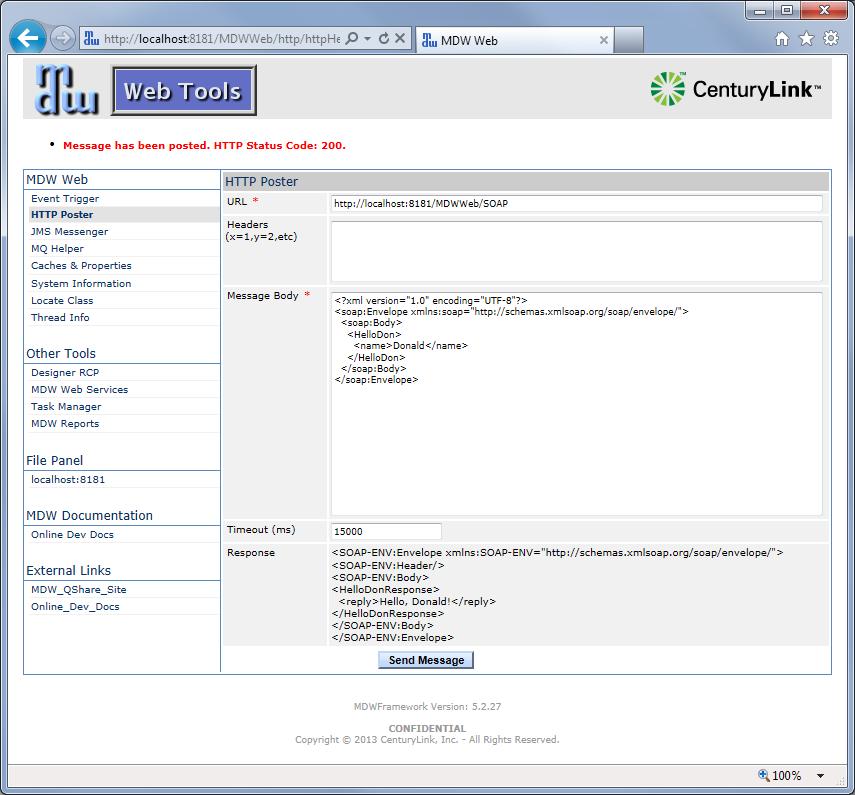 http://localhost:8181/MDWWeb/http/httpHe
MDW Web
mdw
Web Tools
CenturyLink™
• Message has been posted. HTTP Status Code: 200.
MDW Web
Event Trigger
HTTP Poster
JMS Messenger
MQ Helper
Caches & Properties
System Information
Locate Class
Thread Info
Other Tools
Designer RCP
MDW Web Services
Task Manager
MDW Reports
File Panel
localhost:8181
MDW Documentation
Online Dev Docs
External Links
MDW_QShare_Site
Online_Dev_Docs
HTTP Poster
URL *
http://localhost:8181/MDWWeb/SOAP
Headers
(x=1,y=2,etc)
Message Body *
<?xml version="1.0" encoding="UTF-8"?>
<soap:Envelope xmlns:soap="http://schemas.xmlsoap.org/soap/envelope/">
<soap:Body>
<HelloDon>
<name>Donald</name>
</HelloDon>
</soap:Body>
</soap:Envelope>
Timeout (ms)
15000
Response
<SOAP-ENV:Envelope xmlns:SOAP-ENV="http://schemas.xmlsoap.org/soap/envelope/">
<SOAP-ENV:Header/>
<SOAP-ENV:Body>
<HelloDonResponse>
<reply>Hello, Donald!</reply>
</HelloDonResponse>
</SOAP-ENV:Body>
</SOAP-ENV:Envelope>
Send Message
MDWFramework Version: 5.2.27
CONFIDENTIAL
Copyright © 2013 CenturyLink, Inc. - All Rights Reserved.
100%